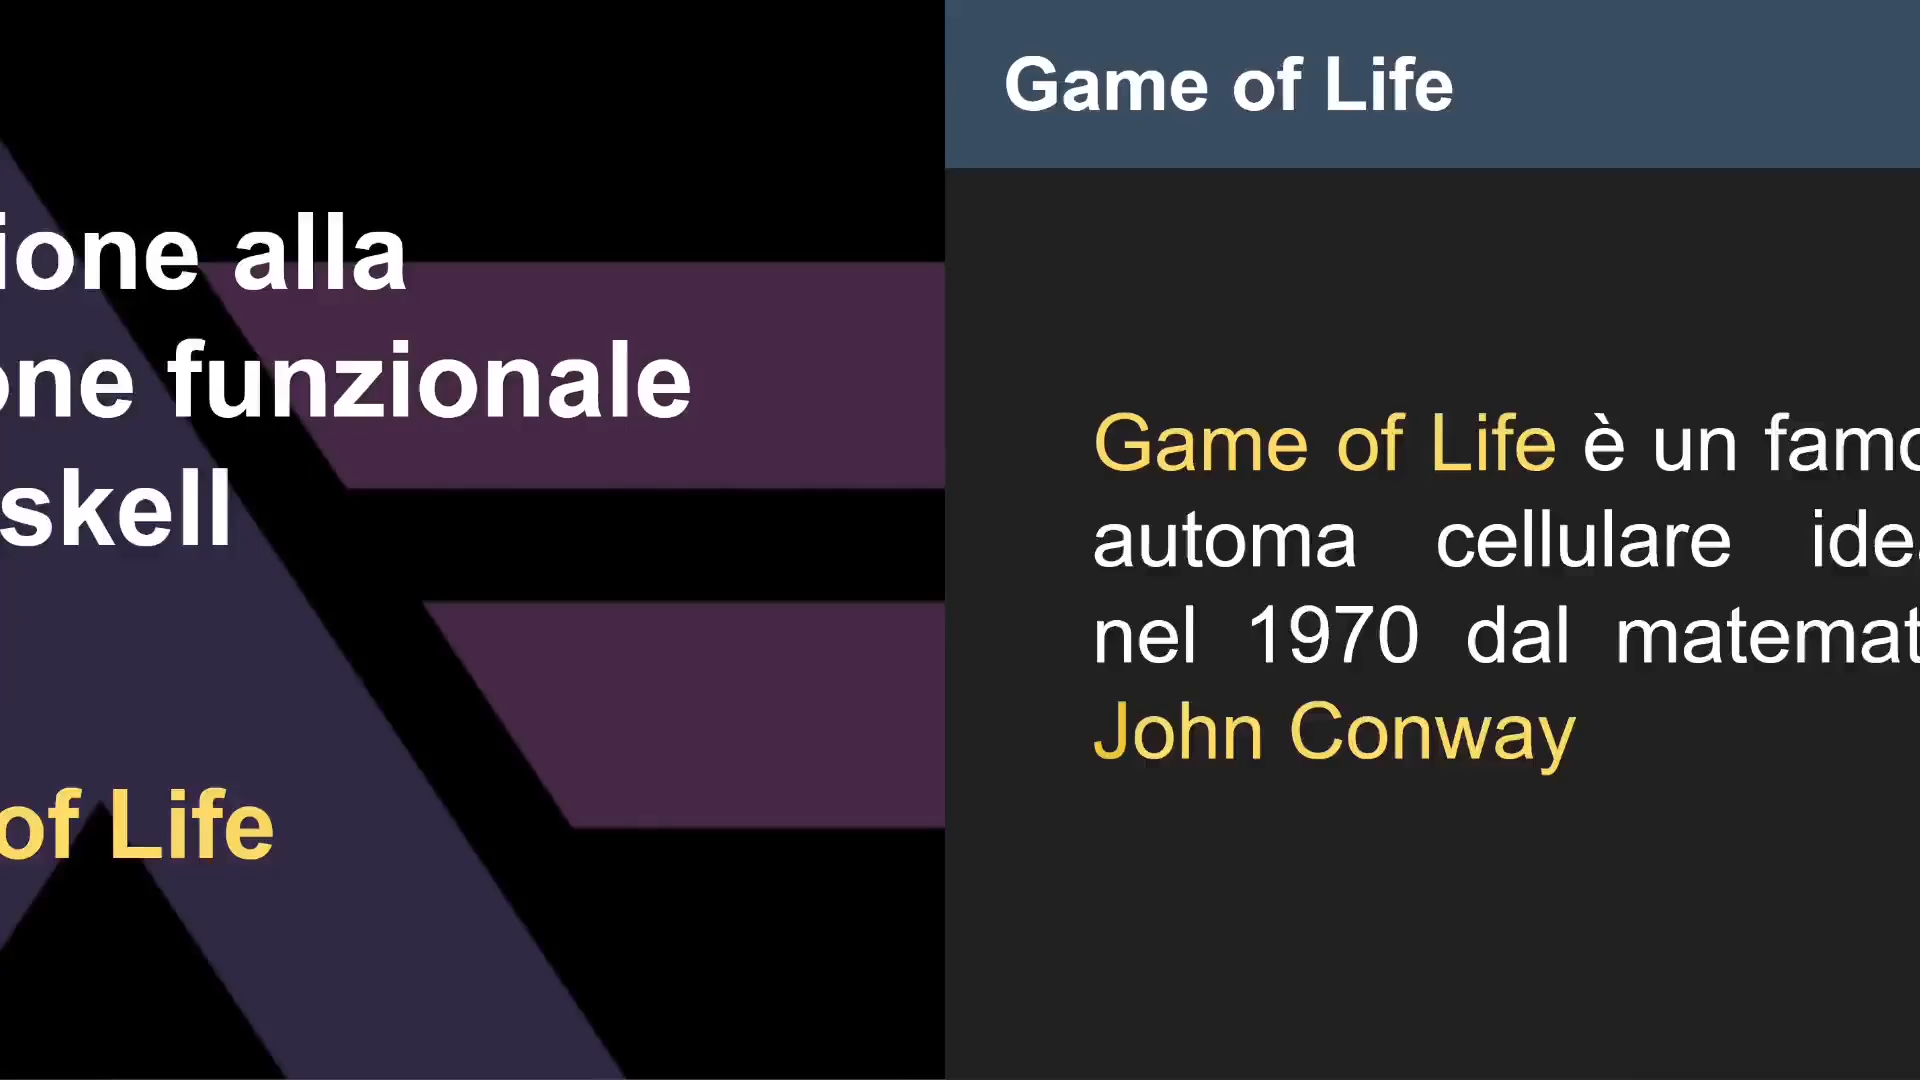 ione alla
one funzionale
skell
of Life
Game of Life
Game of Life è un famo
automa cellulare ide
nel 1970 dal matemat
John Conway